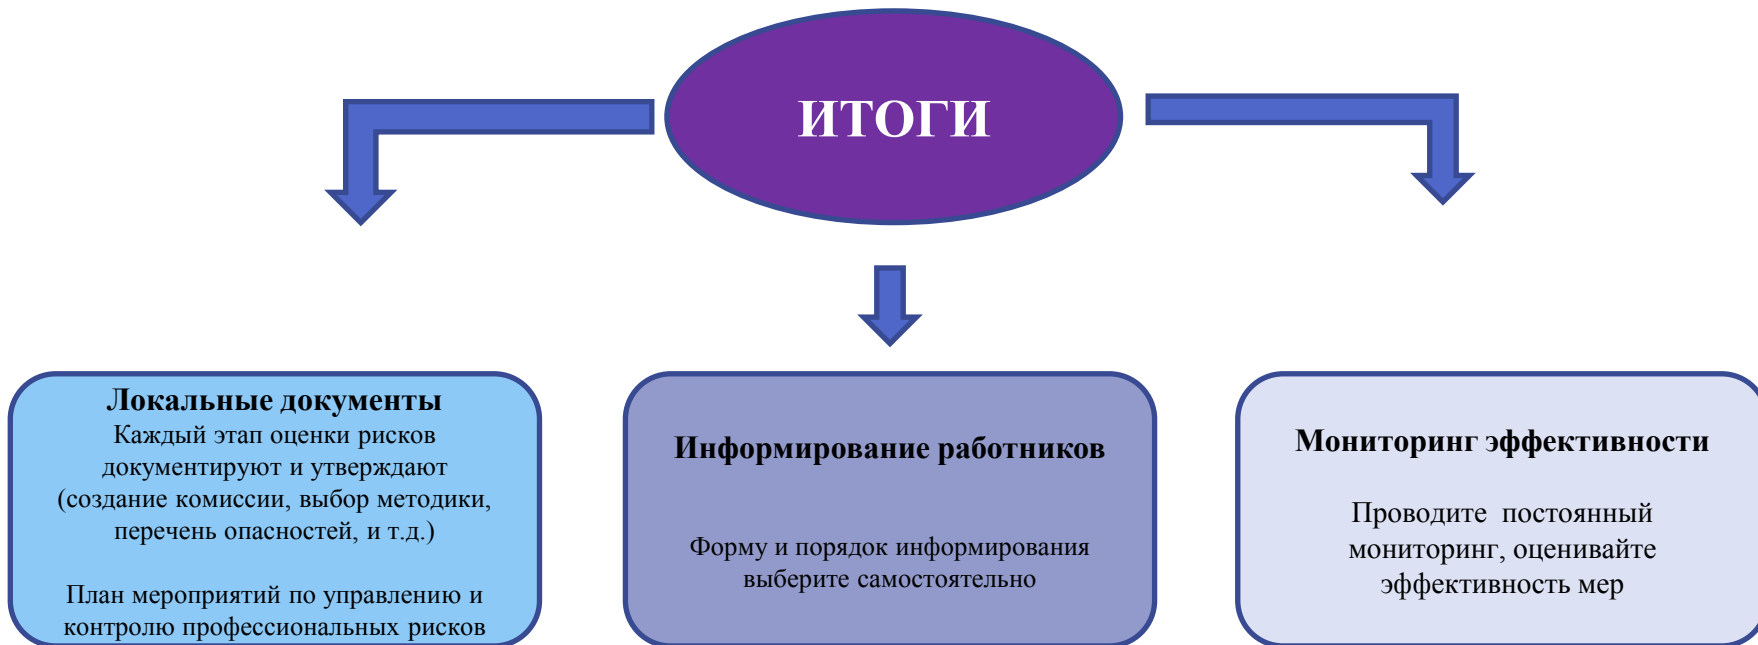 ИТОГИ
Локальные документы
Каждый этап оценки рисков
документируют и утверждают
(создание комиссии, выбор методики,
перечень опасностей, и т.д.)
План мероприятий по управлению и
контролю профессиональных рисков
Информирование работников
Форму и порядок информирования
выберите самостоятельно
Мониторинг эффективности
Проводите постоянный
мониторинг, оценивайте
эффективность мер